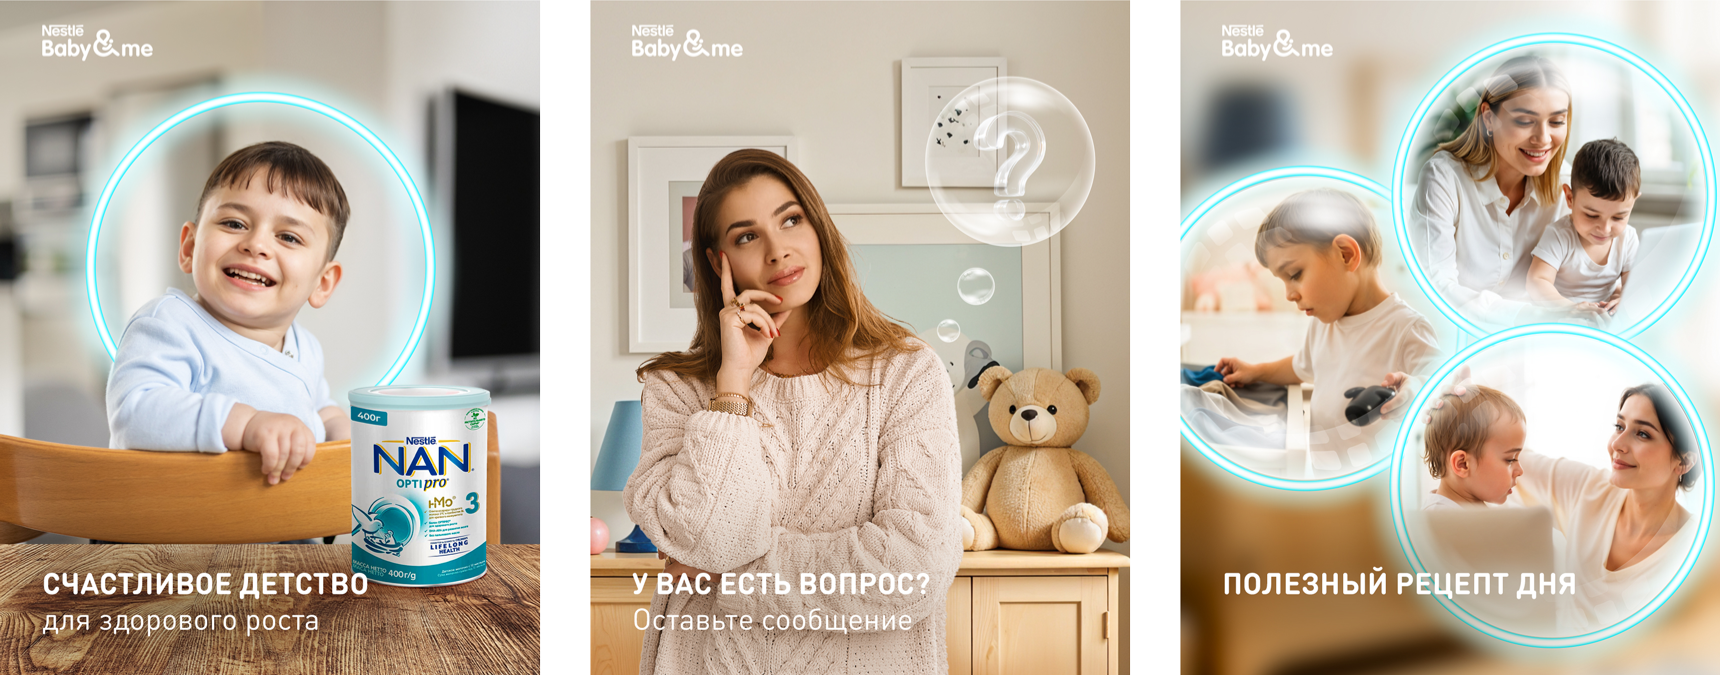 Nestlé
Baby & me
400г
Nestlé
NAN
OPTIpro
HMO
3
LIFELONG
HEALTH
МАССА НЕТТО 400г/g
СЧАСТЛИВОЕ ДЕТСТВО
для здорового роста
Nestlé
Baby & me
?
У ВАС ЕСТЬ ВОПРОС?
Оставьте сообщение
Nestlé
Baby & me
ПОЛЕЗНЫЙ РЕЦЕПТ ДНЯ